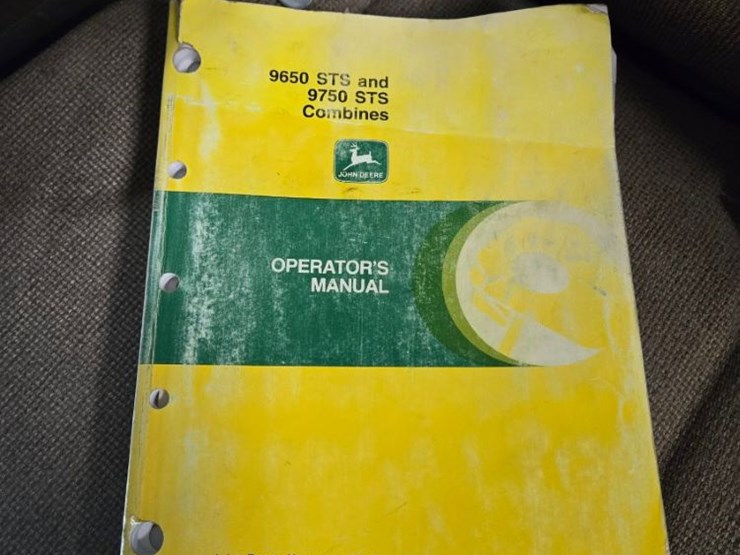 9650 STS and
9750 STS
Combines
JOHN DEERE
OPERATOR'S
MANUAL